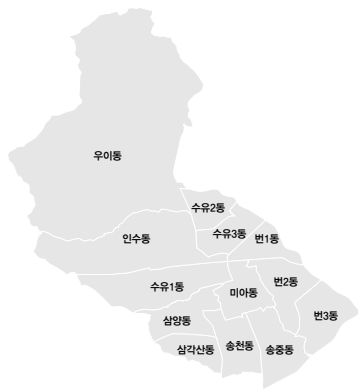 우이동
수유2동
수유3동
번1동
인수동
번2동
수유1동
미아동
번3동
삼양동
송천동
삼각산동
송중동